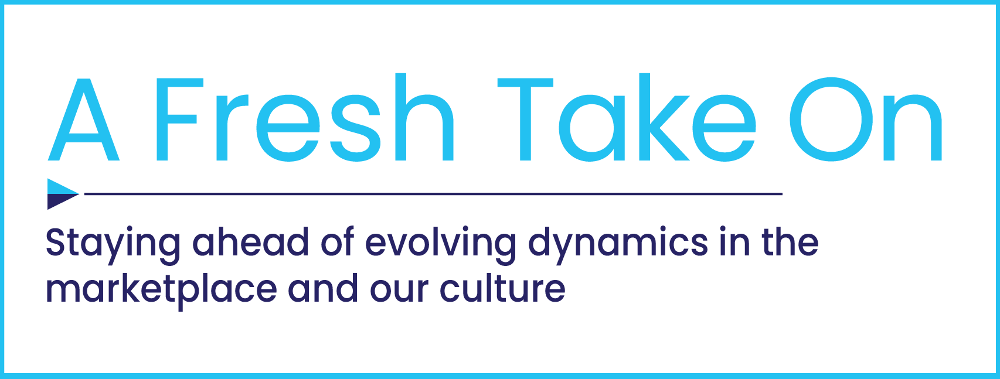 A Fresh Take On
Staying ahead of evolving dynamics in the
marketplace and our culture